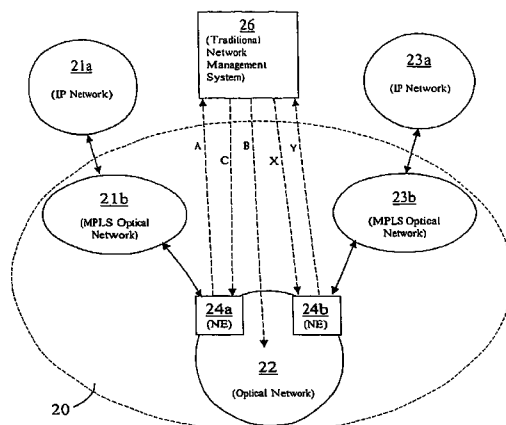 26
(Traditional
Network
Management
System)
21a
(IP Network)
23a
(IP Network)
A
C
B
X
Y
21b
(MPLS Optical
Network)
23b
(MPLS Optical
Network)
24a
(NE)
24b
(NE)
22
(Optical Network)
20